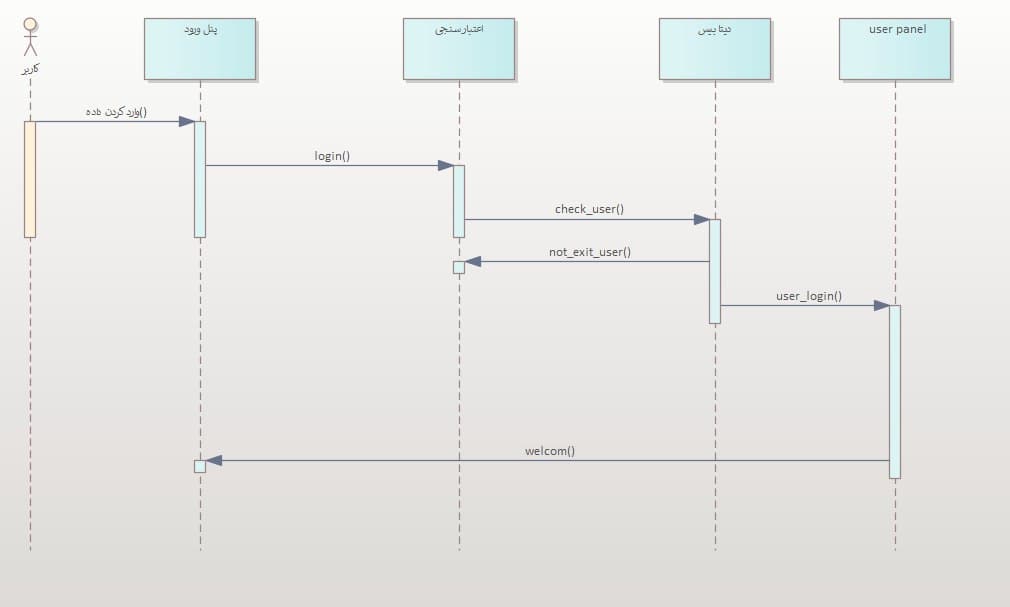 کاربر
پنل ورود
اعتبارسنجی
دیتا بیس
user panel
وارد کردن داده()
login()
check_user()
not_exit_user()
user_login()
welcom()